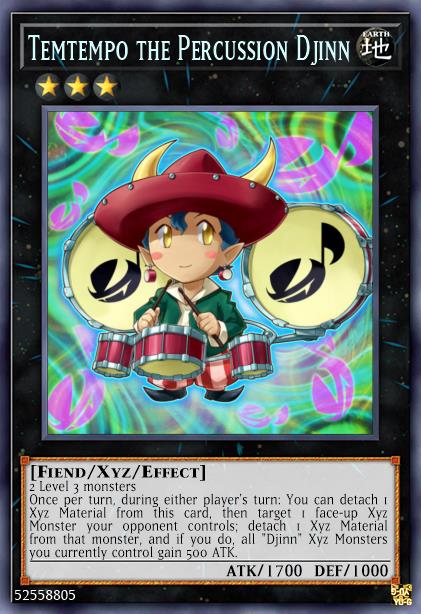 Temtempo the Percussion Djinn
EARTH
地
[Fiend/Xyz/Effect]
2 Level 3 monsters
Once per turn, during either player's turn: You can detach 1
Xyz Material from this card, then target 1 face-up Xyz
Monster your opponent controls; detach 1 Xyz Material
from that monster, and if you do, all "Djinn" Xyz Monsters
you currently control gain 500 ATK.
ATK/1700 DEF/1000
52558805